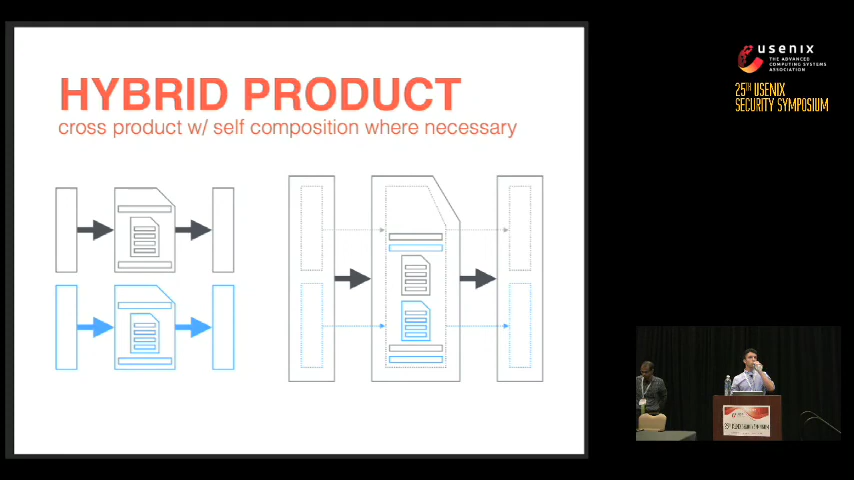 HYBRID PRODUCT
cross product w/ self composition where necessary
usenix
THE ADVANCED
COMPUTING SYSTEMS
ASSOCIATION
25TH USENIX
SECURITY SYMPOSIUM